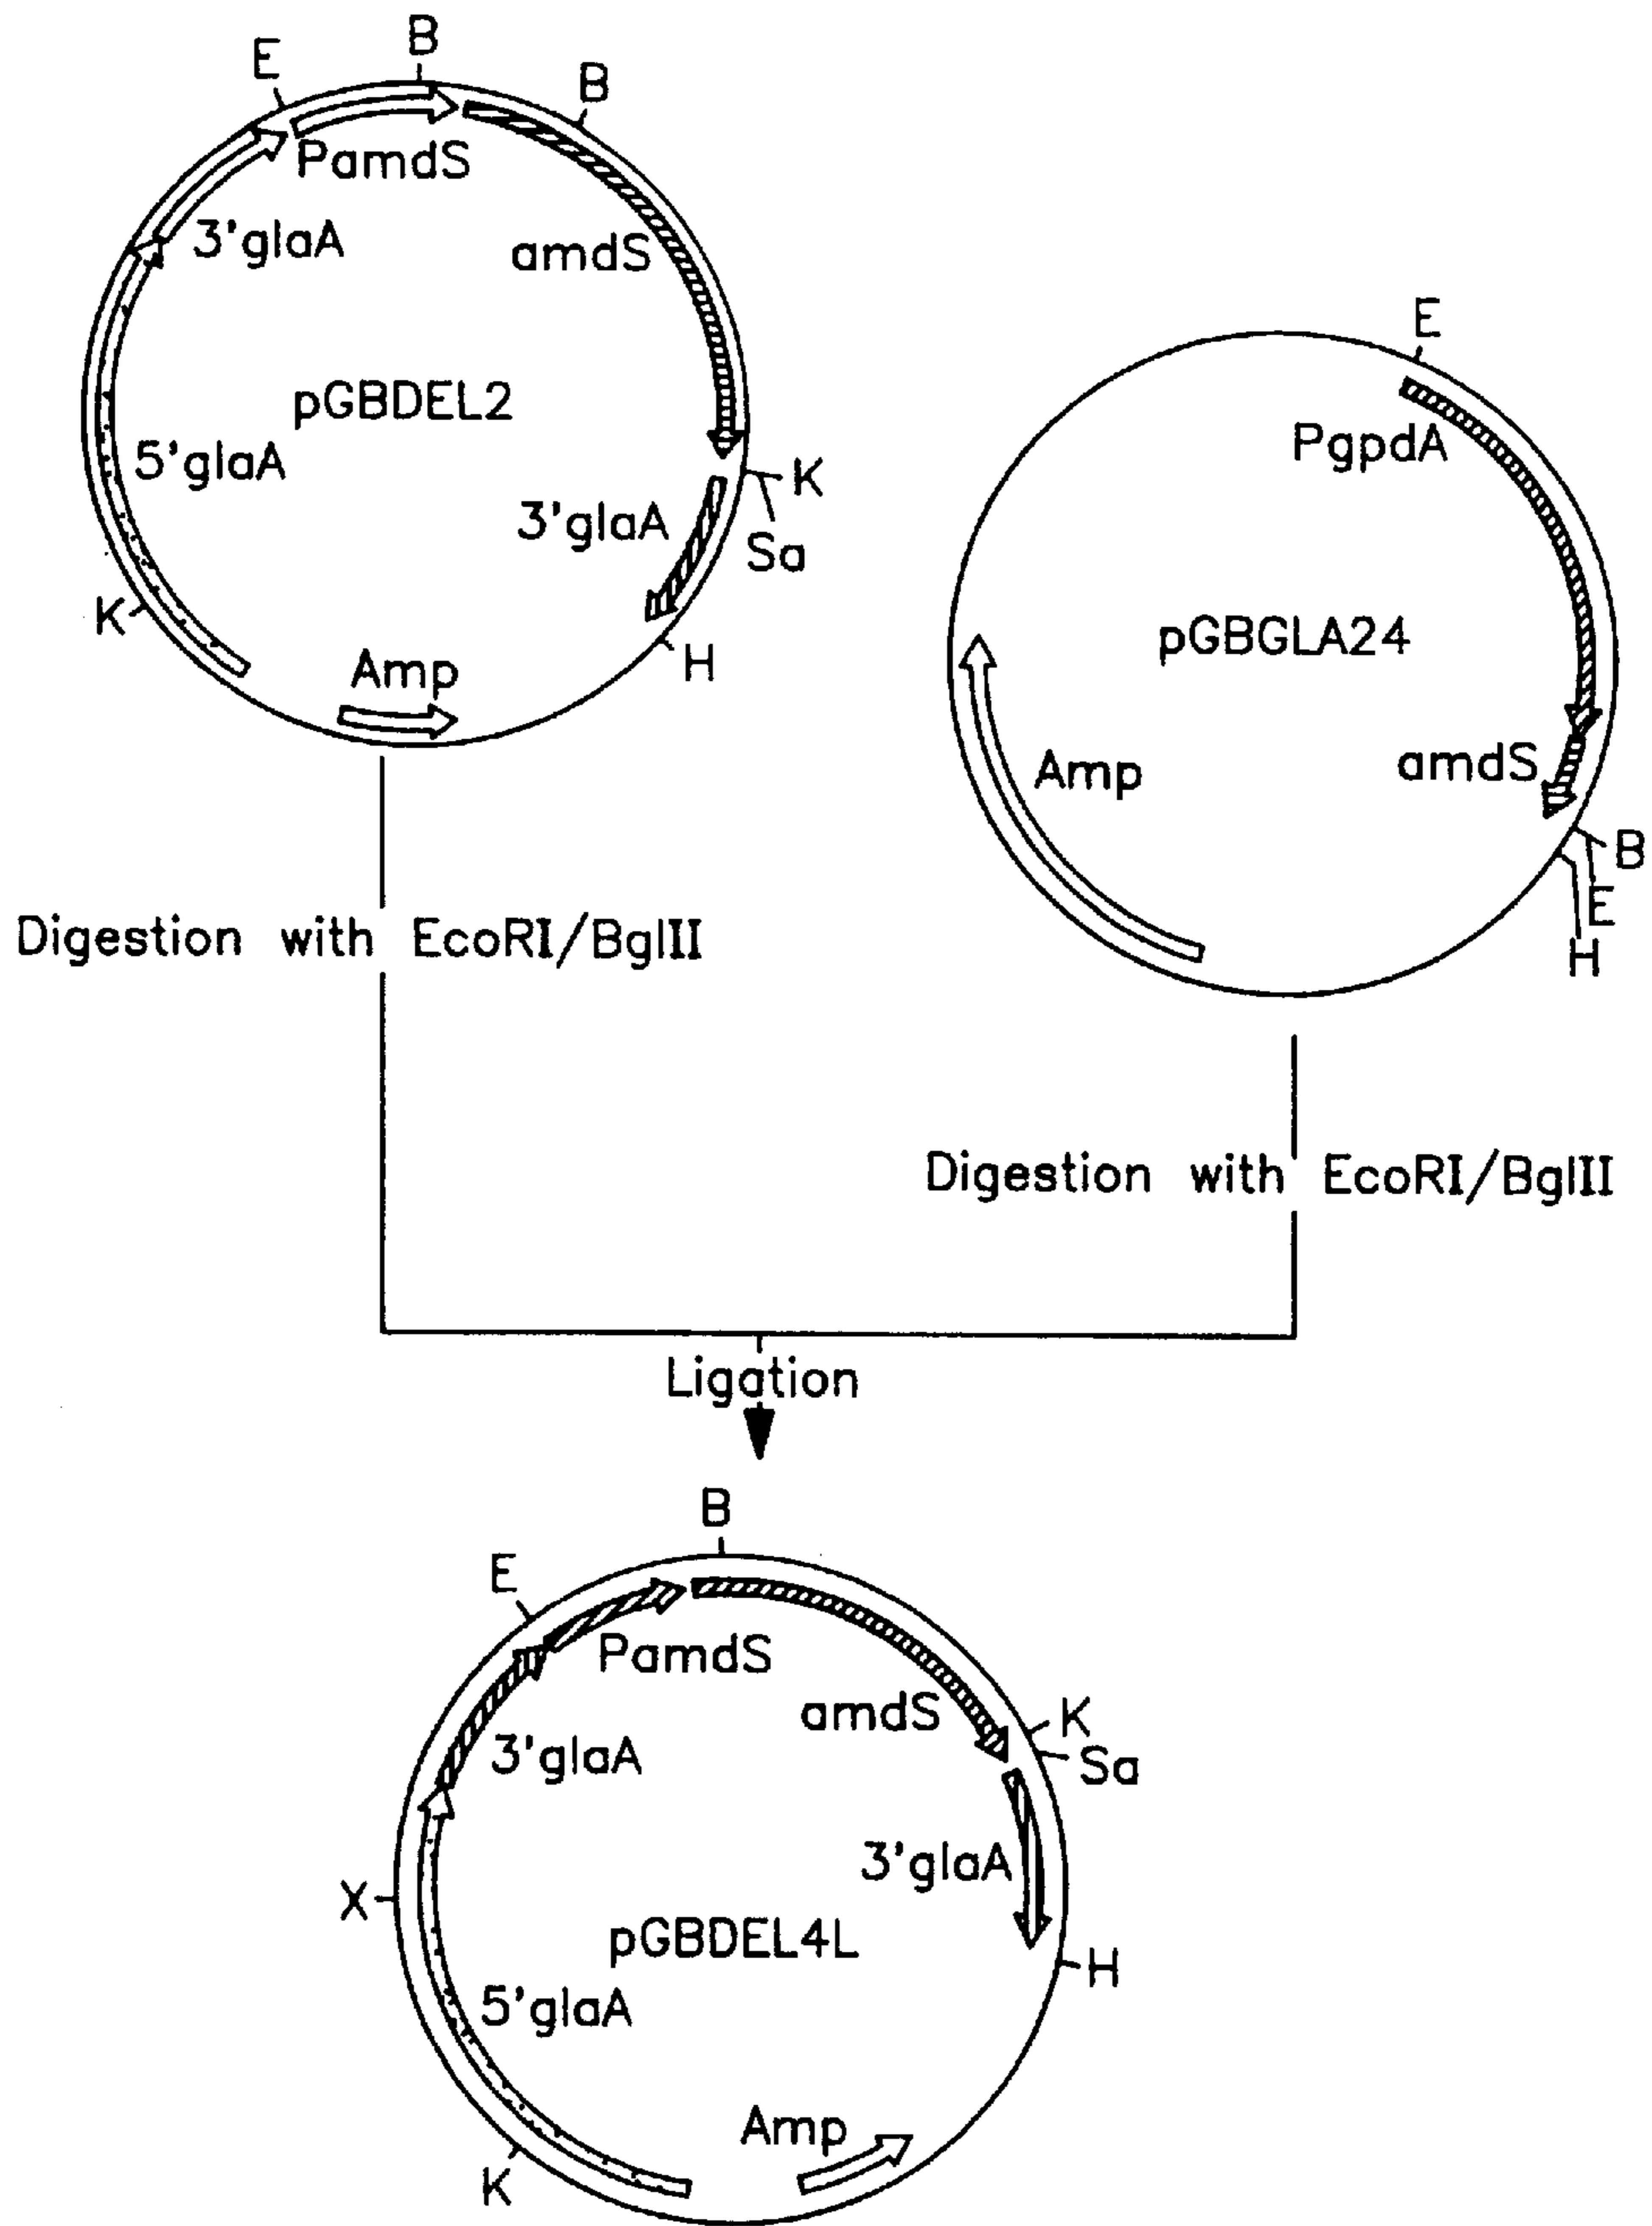 E
B
B
PamdS
3'glaA
amdS
pGBDEL2
5'glaA
K
3'glaA
Sa
K
H
Amp
E
PgpdA
pGBGLA24
Amp
amdS
B
E
H
Digestion with EcoRI/BglII
Digestion with EcoRI/BglII
Ligation
B
E
PamdS
amdS
K
Sa
3'glaA
3'glaA
X
pGBDEL4L
H
5'glaA
Amp
K